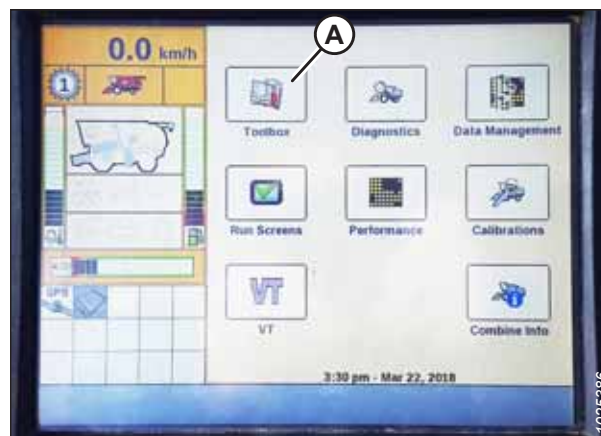 A
0.0 km/h
1
Toolbox
Diagnostics
Data Management
Run Screens
Performance
Calibrations
GPS
VT
VT
Combine Info
3:30 pm - Mar 22, 2018
1025386